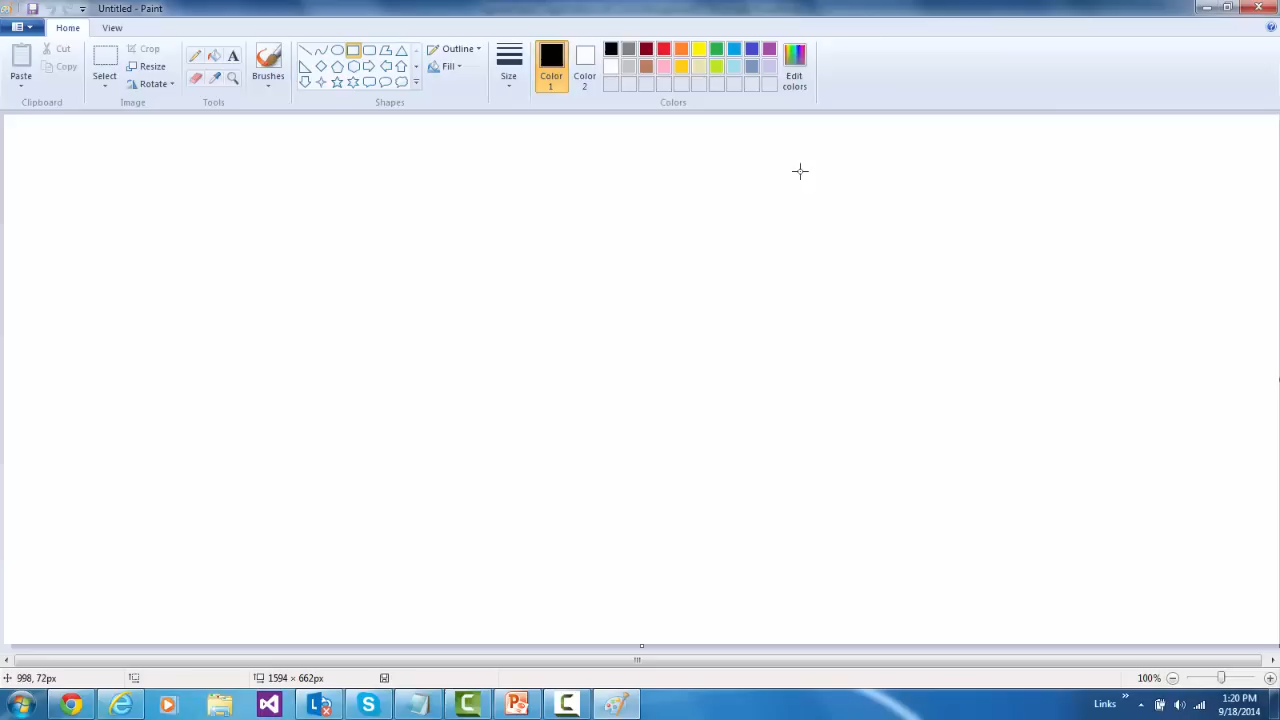 Untitled - Paint
Home View
Paste
Cut
Copy
Clipboard
Select
Crop
Resize
Rotate
Image
A
Tools
Brushes
Shapes
Outline
Fill
Size
Color 1
Color 2
Colors
Edit colors
998, 72px
1594 × 662px
100%
Links
1:20 PM
9/18/2014